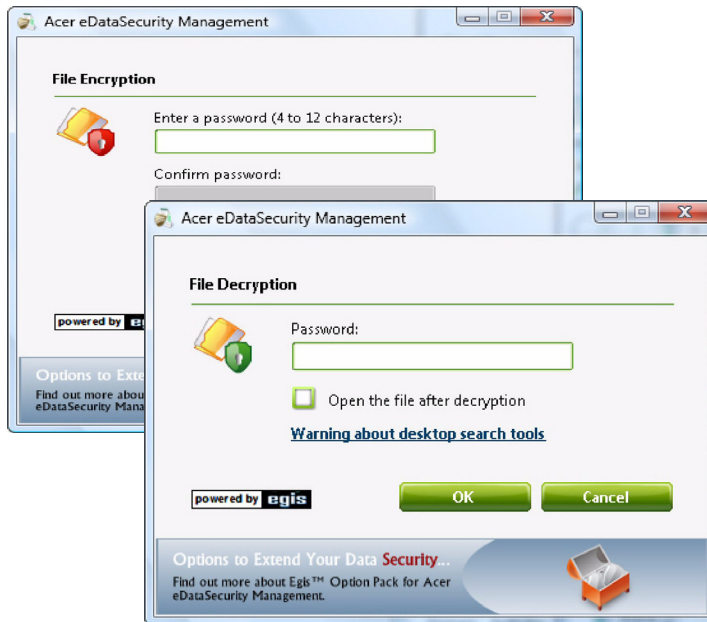 Acer eDataSecurity Management
File Encryption
Enter a password (4 to 12 characters):
Confirm password:
powered by
Options to
Find out more
eDataSecurity
Acer eDataSecurity Management
File Decryption
Password:
Open the file after decryption
Warning about desktop search tools
powered by egis
OK
Cancel
Options to Extend Your Data Security...
Find out more about Egis™ Option Pack for Acer
eDataSecurity Management.